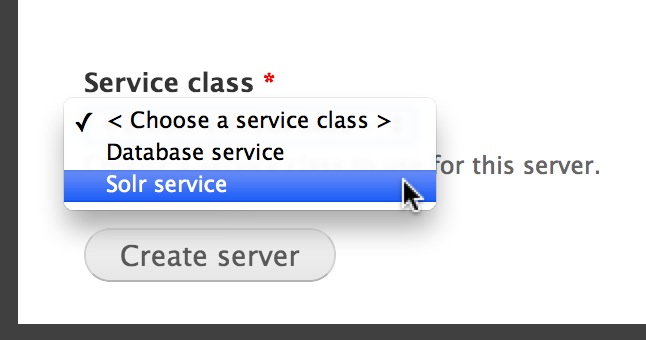 Service class *
✓ < Choose a service class >
Database service
for this server.
Solr service
Create server